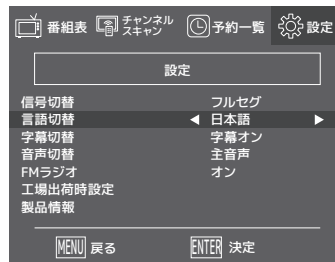 番組表 チャンネルスキャン 予約一覧 設定
設定
信号切替 フルセグ
言語切替 ◀ 日本語 ▶
字幕切替 字幕オン
音声切替 主音声
FMラジオ オン
工場出荷時設定
製品情報
MENU 戻る ENTER 決定